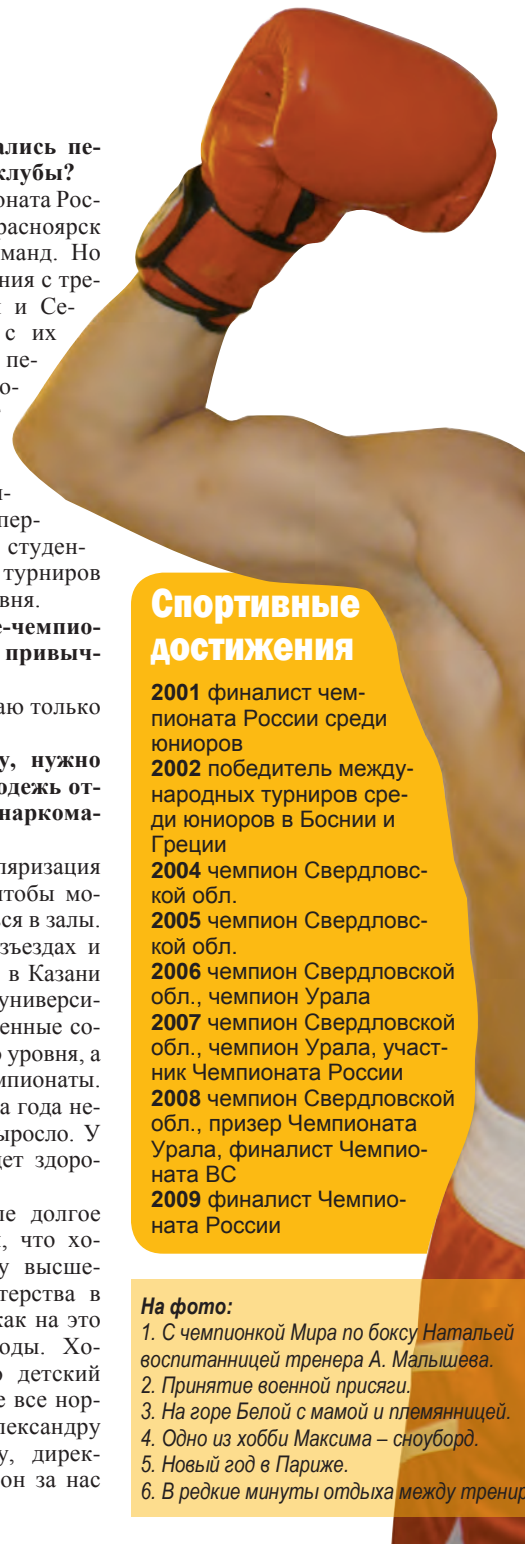 ались пе-
клубы?
оната Рос-
расноярск
манд. Но
ния с тре-
и Се-
с их
пе-
о-
и-
пер-
студен-
турниров
вня.
е-чемпио-
привыч-
аю только
у, нужно
одежь от-
наркома-
ляризация
чтобы мо-
ься в залы.
зъездах и
в Казани
универси-
енные со-
о уровня, а
мпионаты.
а года не-
ыросло. У
дет здоро-
ле долгое
, что хо-
у высше-
терства в
как на это
оды. Хо-
о детский
е все нор-
лександру
у, дирек-
он за нас
Спортивные
достижения
2001 финалист чем-
пионата России среди
юниоров
2002 победитель между-
народных турниров сре-
ди юниоров в Боснии и
Греции
2004 чемпион Свердловс-
кой обл.
2005 чемпион Свердловс-
кой обл.
2006 чемпион Свердловской
обл., чемпион Урала
2007 чемпион Свердловской
обл., чемпион Урала, участ-
ник Чемпионата России
2008 чемпион Свердловской
обл., призер Чемпионата
Урала, финалист Чемпио-
ната ВС
2009 финалист Чемпио-
ната России
На фото:
1. С чемпионкой Мира по боксу Натальей
воспитанницей тренера А. Малышева.
2. Принятие военной присяги.
3. На горе Белой с мамой и племянницей.
4. Одно из хобби Максима – сноуборд.
5. Новый год в Париже.
6. В редкие минуты отдыха между тренир